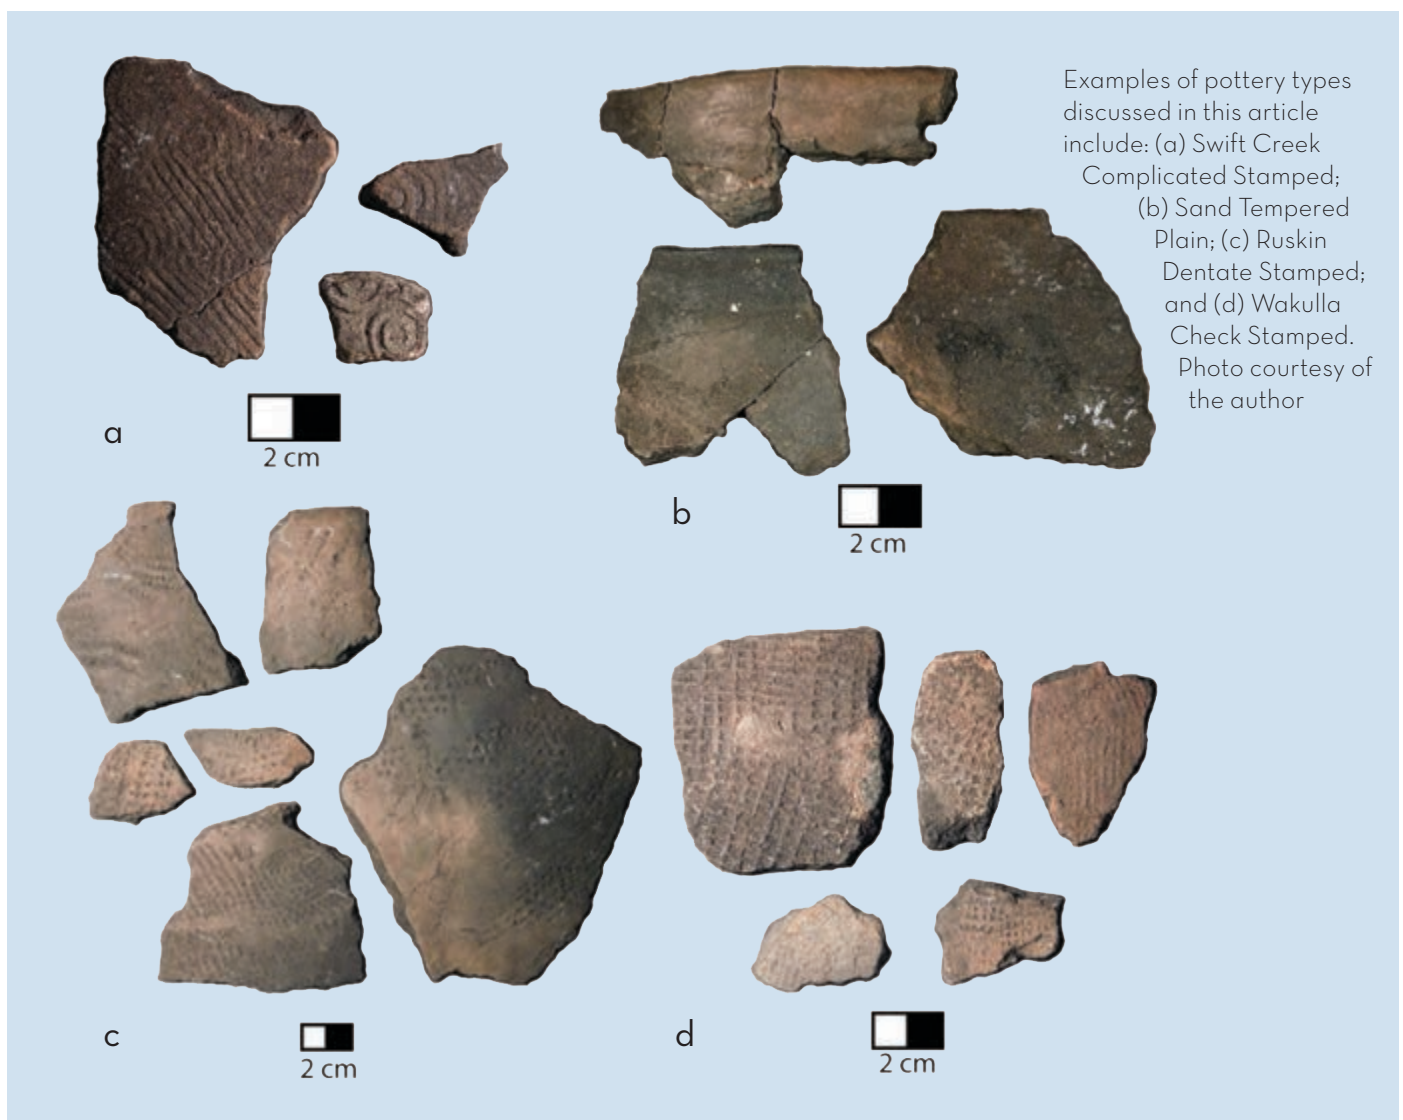 Examples of pottery types
discussed in this article
include: (a) Swift Creek
Complicated Stamped;
(b) Sand Tempered
Plain; (c) Ruskin
Dentate Stamped;
and (d) Wakulla
Check Stamped.
Photo courtesy of
the author
a
2 cm
b
2 cm
c
2 cm
d
2 cm